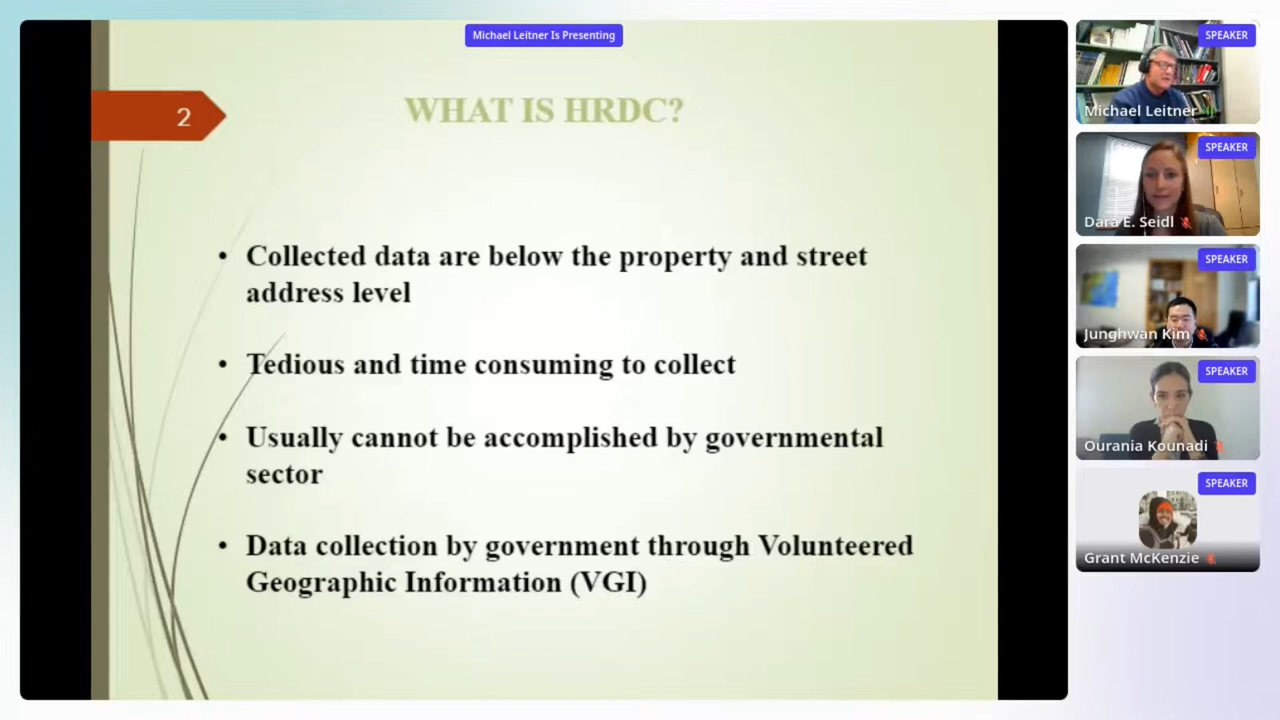 Michael Leitner Is Presenting
2
WHAT IS HRDC?
• Collected data are below the property and street
address level
• Tedious and time consuming to collect
• Usually cannot be accomplished by governmental
sector
• Data collection by government through Volunteered
Geographic Information (VGI)
SPEAKER
Michael Leitner
SPEAKER
Dara E. Seidl
SPEAKER
Junghwan Kim
SPEAKER
Ourania Kounadi
SPEAKER
Grant McKenzie